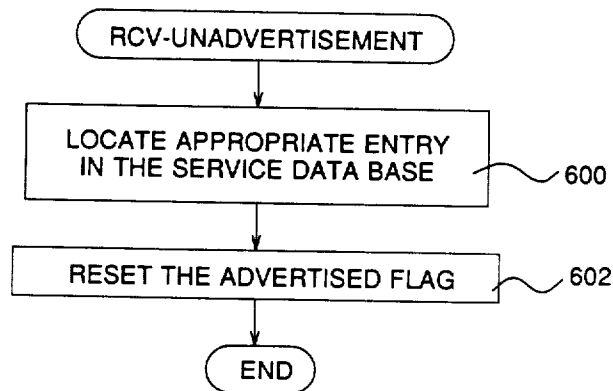 RCV-UNADVERTISEMENT
LOCATE APPROPRIATE ENTRY
IN THE SERVICE DATA BASE
600
RESET THE ADVERTISED FLAG
602
END